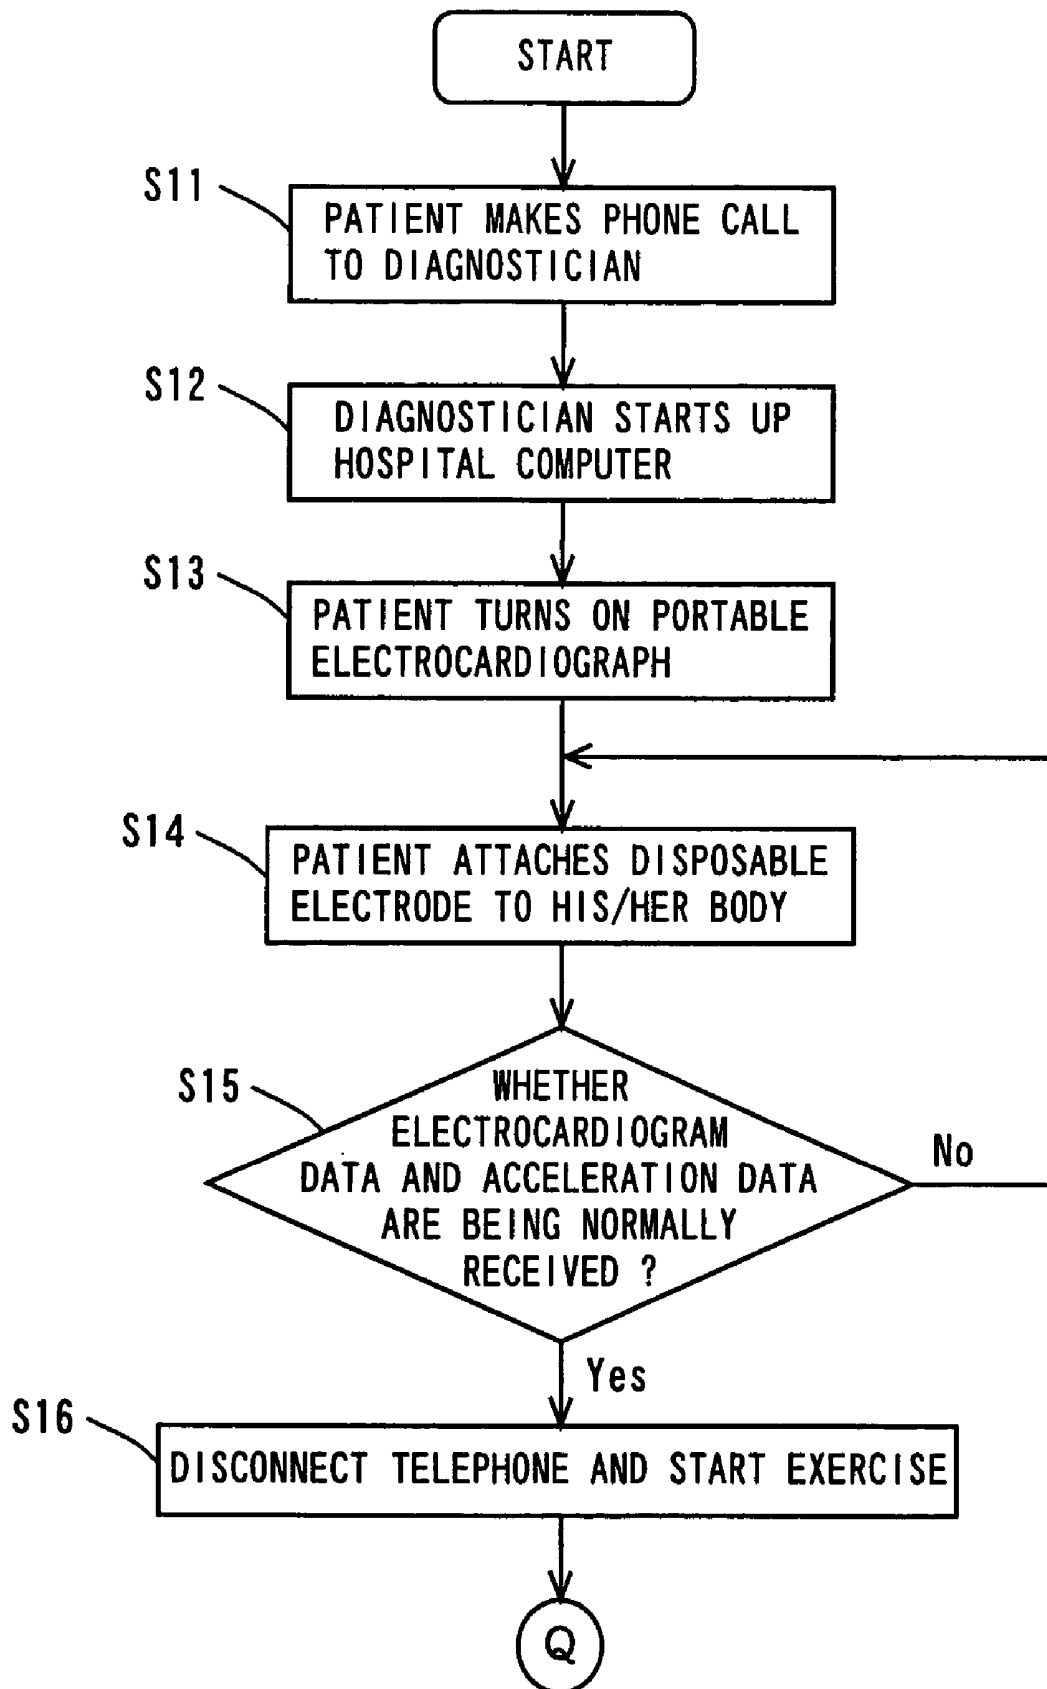 START
S11
PATIENT MAKES PHONE CALL
TO DIAGNOSTICIAN
S12
DIAGNOSTICIAN STARTS UP
HOSPITAL COMPUTER
S13
PATIENT TURNS ON PORTABLE
ELECTROCARDIOGRAPH
S14
PATIENT ATTACHES DISPOSABLE
ELECTRODE TO HIS/HER BODY
S15
WHETHER
ELECTROCARDIOGRAM
DATA AND ACCELERATION DATA
ARE BEING NORMALLY
RECEIVED ?
No
Yes
S16
DISCONNECT TELEPHONE AND START EXERCISE
Q